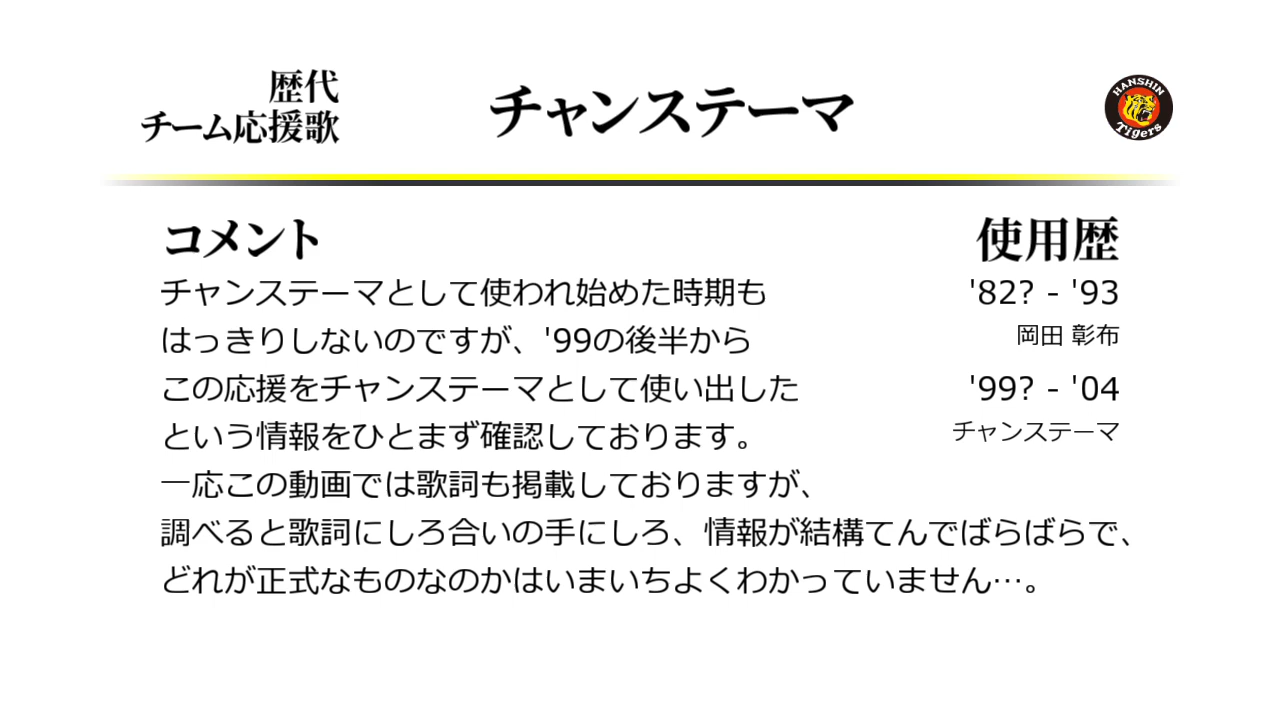 歴代
チーム応援歌
チャンステーマ
HANSHIN
Tigers
コメント
チャンステーマとして使われ始めた時期も
はっきりしないのですが、'99の後半から
この応援をチャンステーマとして使い出した
という情報をひとまず確認しております。
一応この動画では歌詞も掲載しておりますが、
調べると歌詞にしろ合いの手にしろ、情報が結構てんでばらばらで、
どれが正式なものなのかはいまいちよくわかっていません…。
使用歴
'82? - '93
岡田 彰布
'99? - '04
チャンステーマ